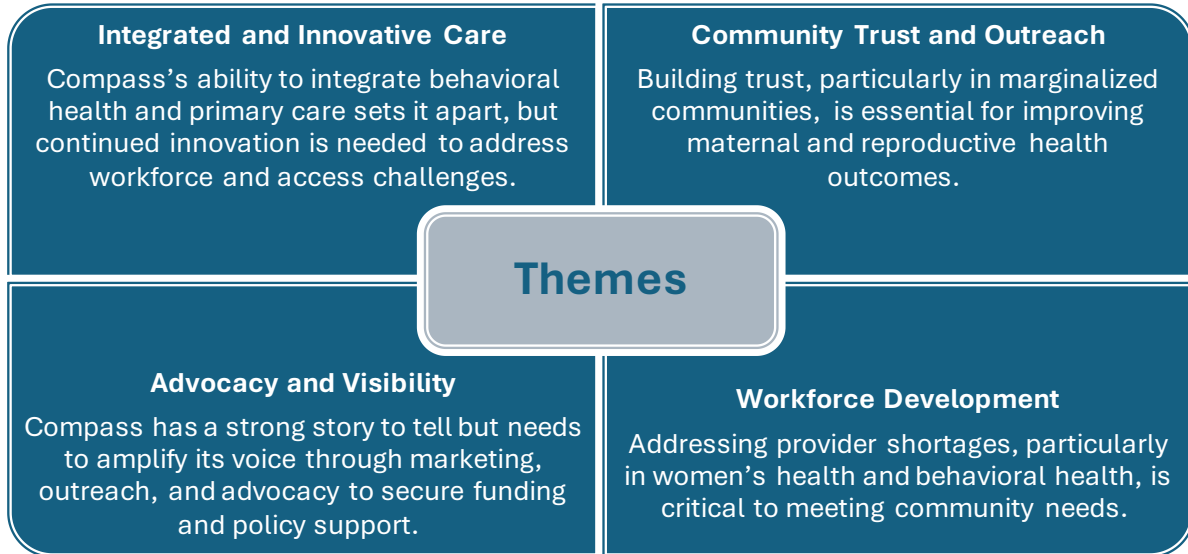 Integrated and Innovative Care
Compass’s ability to integrate behavioral
health and primary care sets it apart, but
continued innovation is needed to address
workforce and access challenges.
Community Trust and Outreach
Building trust, particularly in marginalized
communities, is essential for improving
maternal and reproductive health
outcomes.
Themes
Advocacy and Visibility
Compass has a strong story to tell but needs
to amplify its voice through marketing,
outreach, and advocacy to secure funding
and policy support.
Workforce Development
Addressing provider shortages, particularly
in women’s health and behavioral health, is
critical to meeting community needs.